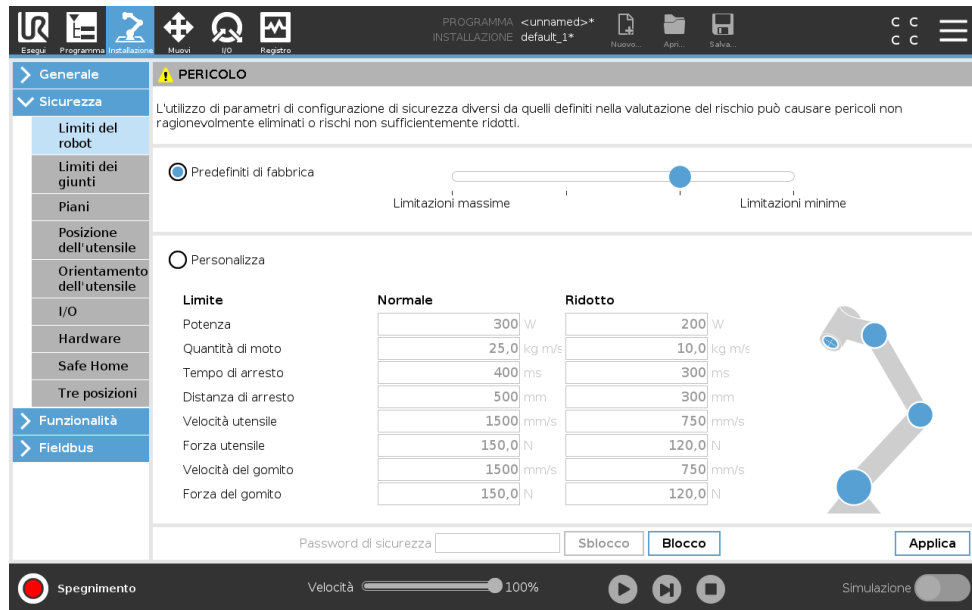 UR
PROGRAMMA <unnamed>*
INSTALLAZIONE default_1*
Esegui Programma Installazione Muovi I/O Registro Nuovo... Apri... Salva...
C C
C C
Generale
Sicurezza
Limiti del
robot
Limiti dei
giunti
Piani
Posizione
dell'utensile
Orientamento
dell'utensile
I/O
Hardware
Safe Home
Tre posizioni
Funzionalità
Fieldbus
PERICOLO
L'utilizzo di parametri di configurazione di sicurezza diversi da quelli definiti nella valutazione del rischio può causare pericoli non
ragionevolmente eliminati o rischi non sufficientemente ridotti.
Predefiniti di fabbrica
Limitazioni massime Limitazioni minime
Personalizza
Limite Normale Ridotto
Potenza 300 W 200 W
Quantità di moto 25,0 kg m/s 10,0 kg m/s
Tempo di arresto 400 ms 300 ms
Distanza di arresto 500 mm 300 mm
Velocità utensile 1500 mm/s 750 mm/s
Forza utensile 150,0 N 120,0 N
Velocità del gomito 1500 mm/s 750 mm/s
Forza del gomito 150,0 N 120,0 N
Password di sicurezza Sblocco Blocco Applica
Spegnimento Velocità 100% Simulazione